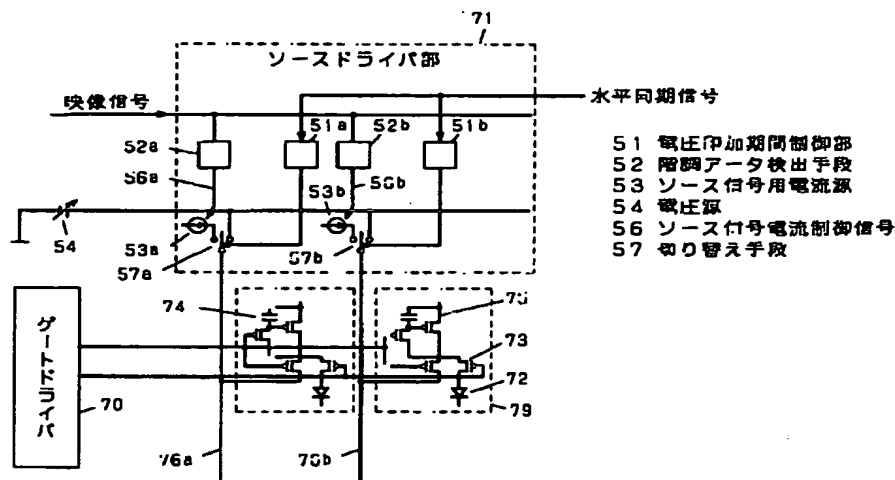 71
ソースドライバ部
映像信号
水平同期信号
51a
52b
51b
52a
56a
53b
56b
54
53a
57a
57b
51 電圧印加期間制御部
52 階調データ検出手段
53 ソース信号用電流源
54 電圧源
56 ソース信号電流制御信号
57 切り替え手段
ゲートドライバ
70
74
75
73
72
79
76a
76b